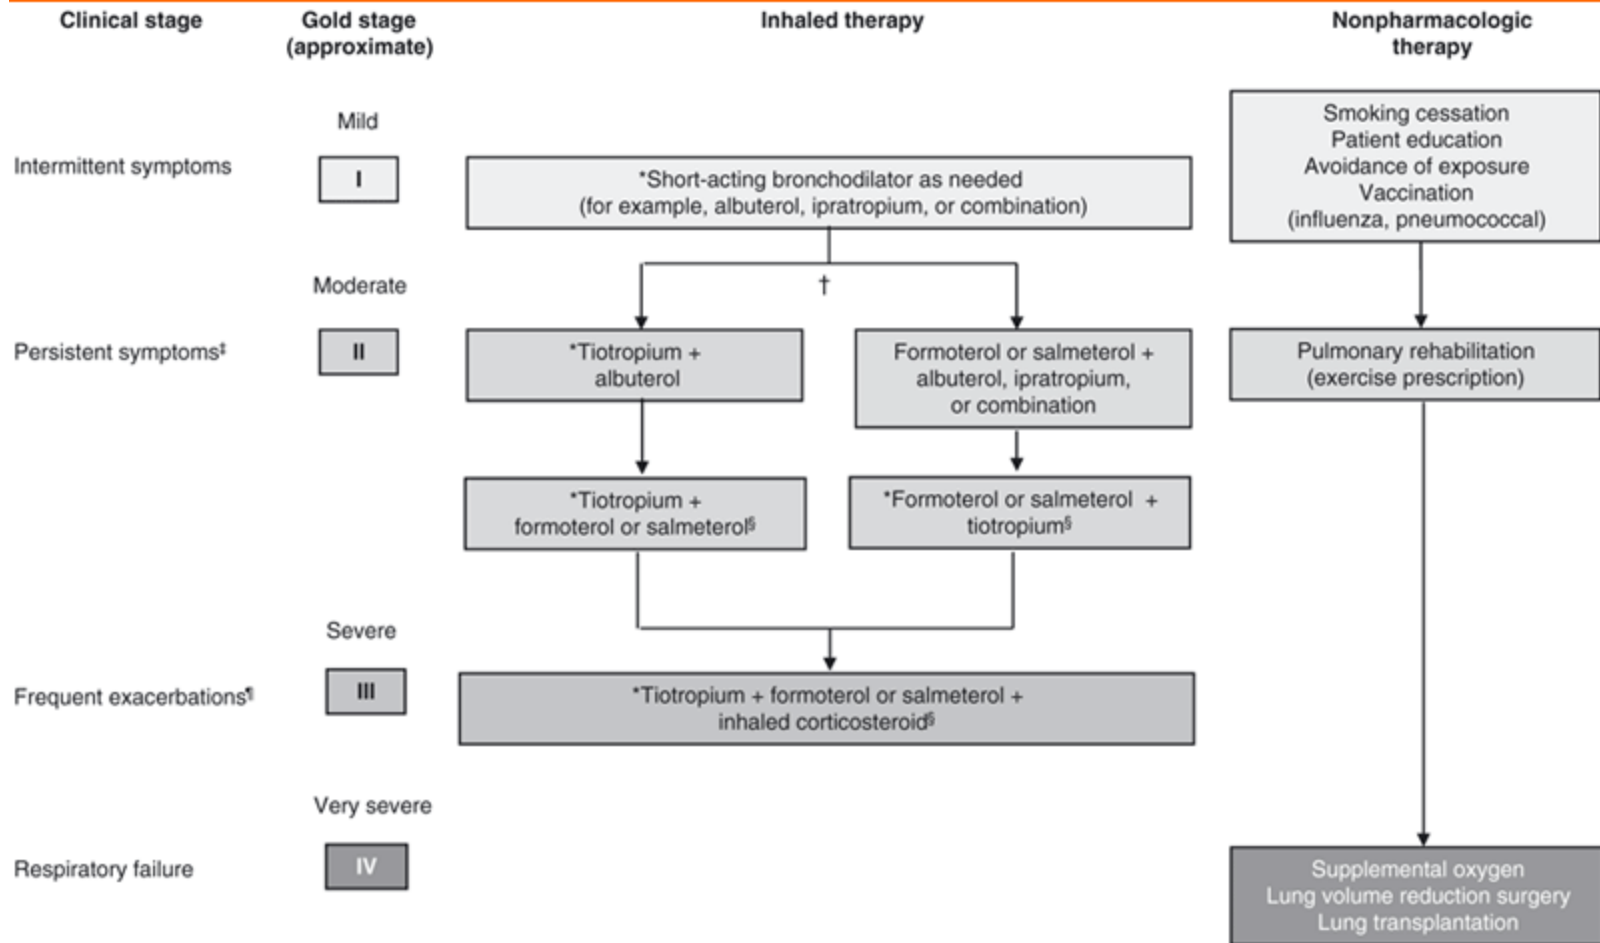 Clinical stage
Gold stage
(approximate)
Inhaled therapy
Nonpharmacologic
therapy
Mild
Intermittent symptoms
I
*Short-acting bronchodilator as needed
(for example, albuterol, ipratropium, or combination)
Smoking cessation
Patient education
Avoidance of exposure
Vaccination
(influenza, pneumococcal)
†
Moderate
Persistent symptoms‡
II
*Tiotropium +
albuterol
Formoterol or salmeterol +
albuterol, ipratropium,
or combination
Pulmonary rehabilitation
(exercise prescription)
*Tiotropium +
formoterol or salmeterol§
*Formoterol or salmeterol +
tiotropium§
Severe
Frequent exacerbations¶
III
*Tiotropium + formoterol or salmeterol +
inhaled corticosteroid§
Very severe
Respiratory failure
IV
Supplemental oxygen
Lung volume reduction surgery
Lung transplantation